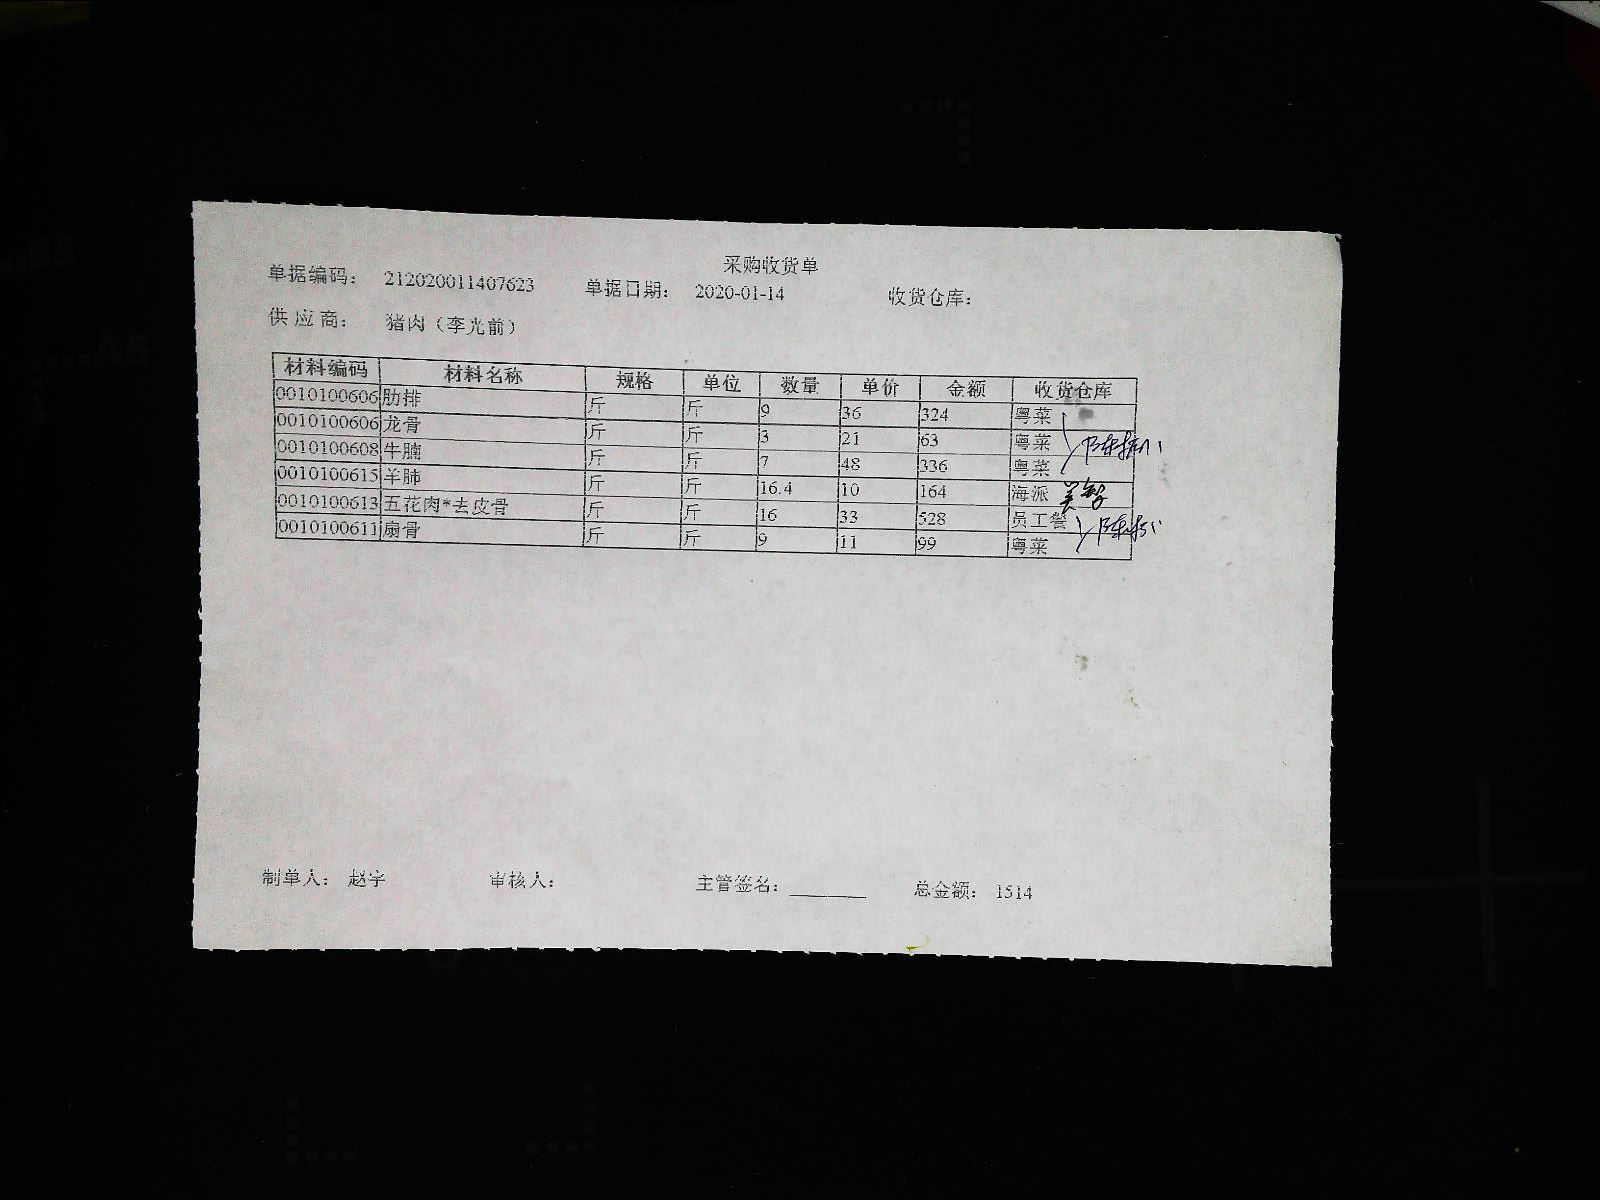 采购收货单
单据编码： 212020011407623 单据日期： 2020-01-14 收货仓库：
供应商： 猪肉（李光前）
材料编码 材料名称 规格 单位 数量 单价 金额 收货仓库
0010100606 肋排 斤 斤 9 36 324 粤菜
0010100606 龙骨 斤 斤 3 21 63 粤菜
0010100608 牛腩 斤 斤 7 48 336 粤菜
0010100615 羊肺 斤 斤 16.4 10 164 海派
0010100613 五花肉*去皮骨 斤 斤 16 33 528 员工餐
0010100611 扇骨 斤 斤 9 11 99 粤菜
制单人： 赵宇 审核人： 主管签名： 总金额： 1514